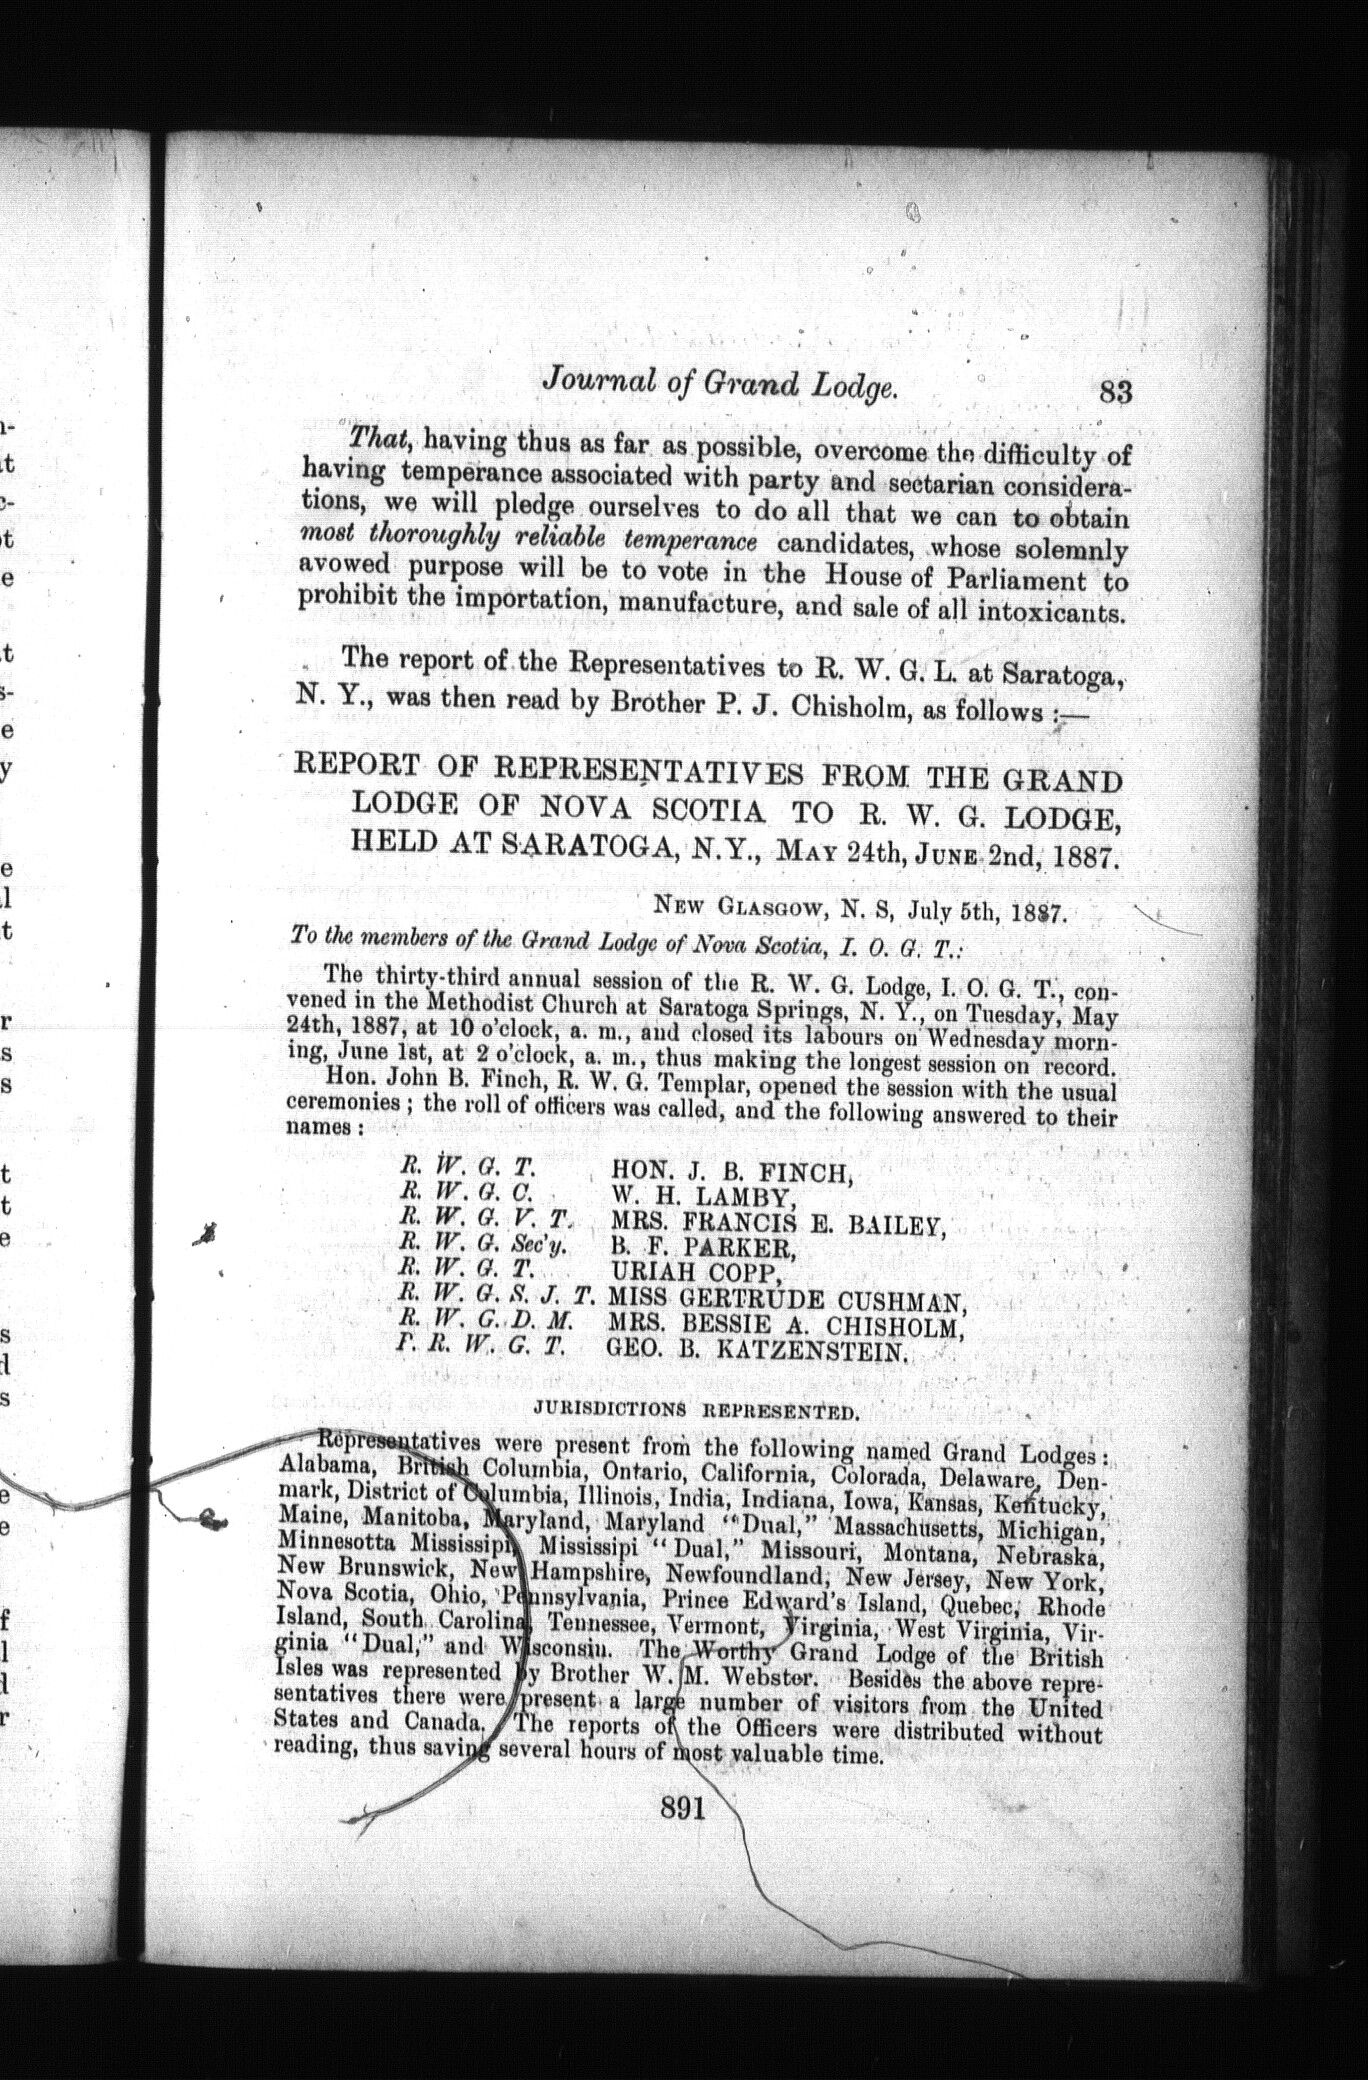 Journal of Grand Lodge. 83
That, having thus as far as possible, overcome the difficulty of
having temperance associated with party and sectarian considera-
tions, we will pledge ourselves to do all that we can to obtain
most thoroughly reliable temperance candidates, whose solemnly
avowed purpose will be to vote in the House of Parliament to
prohibit the importation, manufacture, and sale of all intoxicants.
The report of the Representatives to R. W. G. L. at Saratoga,
N. Y., was then read by Brother P. J. Chisholm, as follows :—
REPORT OF REPRESENTATIVES FROM THE GRAND
LODGE OF NOVA SCOTIA TO R. W. G. LODGE,
HELD AT SARATOGA, N.Y., MAY 24th, JUNE 2nd, 1887.
NEW GLASGOW, N. S, July 5th, 1887.
To the members of the Grand Lodge of Nova Scotia, I. O. G. T.:
The thirty-third annual session of the R. W. G. Lodge, I. O. G. T., con-
vened in the Methodist Church at Saratoga Springs, N. Y., on Tuesday, May
24th, 1887, at 10 o'clock, a. m., and closed its labours on Wednesday morn-
ing, June 1st, at 2 o'clock, a. m., thus making the longest session on record.
Hon. John B. Finch, R. W. G. Templar, opened the session with the usual
ceremonies ; the roll of officers was called, and the following answered to their
names :
R. W. G. T. HON. J. B. FINCH,
R. W. G. C. W. H. LAMBY,
R. W. G. V. T. MRS. FRANCIS E. BAILEY,
R. W. G. Sec'y. B. F. PARKER,
R. W. G. T. URIAH COPP,
R. W. G. S. J. T. MISS GERTRUDE CUSHMAN,
R. W. G. D. M. MRS. BESSIE A. CHISHOLM,
P. R. W. G. T. GEO. B. KATZENSTEIN.
JURISDICTIONS REPRESENTED.
Representatives were present from the following named Grand Lodges :
Alabama, British Columbia, Ontario, California, Colorada, Delaware, Den-
mark, District of Columbia, Illinois, India, Indiana, Iowa, Kansas, Kentucky,
Maine, Manitoba, Maryland, Maryland "Dual," Massachusetts, Michigan,
Minnesotta Mississipi, Mississipi "Dual," Missouri, Montana, Nebraska,
New Brunswick, New Hampshire, Newfoundland, New Jersey, New York,
Nova Scotia, Ohio, Pennsylvania, Prince Edward's Island, Quebec, Rhode
Island, South Carolina, Tennessee, Vermont, Virginia, West Virginia, Vir-
ginia "Dual," and Wisconsin. The Worthy Grand Lodge of the British
Isles was represented by Brother W. M. Webster. Besides the above repre-
sentatives there were present a large number of visitors from the United
States and Canada. The reports of the Officers were distributed without
reading, thus saving several hours of most valuable time.
891